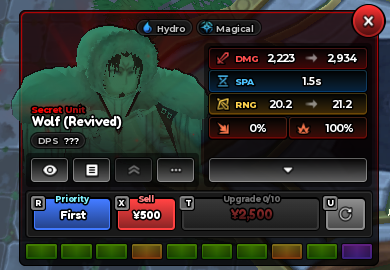 Hydro Magical
DMG 2,223 → 2,934
SPA 1.5s
RNG 20.2 → 21.2
0% 100%
Secret Unit
Wolf (Revived)
DPS ???
R Priority First
X Sell ¥500
T Upgrade 0/10 ¥2,500
U